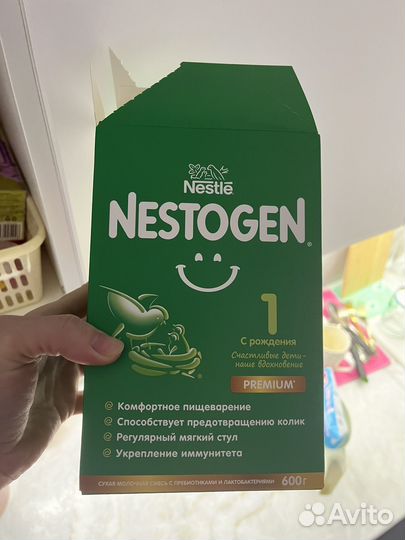 Nestlé
NESTOGEN®
1
С рождения
Счастливые дети-
наше вдохновение
PREMIUM*
Комфортное пищеварение
Способствует предотвращению колик
Регулярный мягкий стул
Укрепление иммунитета
СУХАЯ МОЛОЧНАЯ СМЕСЬ С ПРЕБИОТИКАМИ И ЛАКТОБАКТЕРИЯМИ 600г
Avito